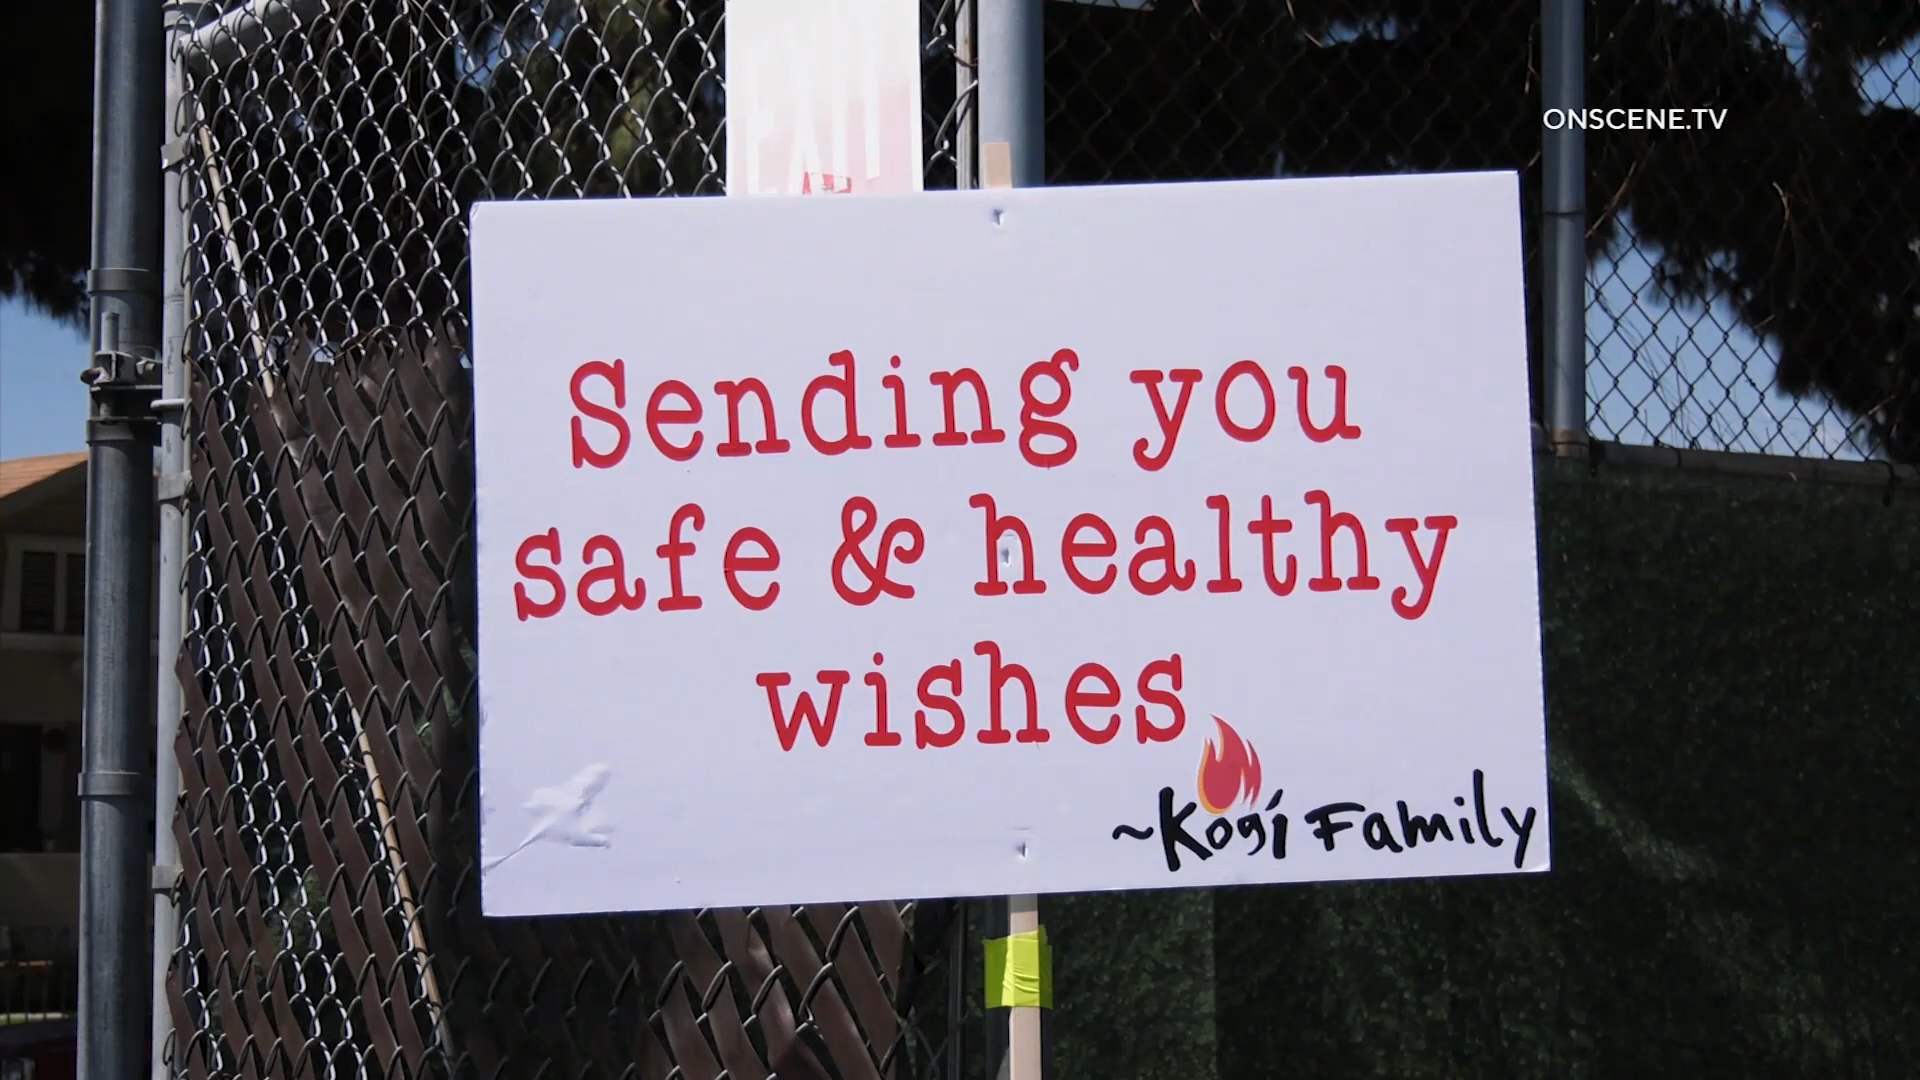 ONSCENE.TV
Sending you
safe & healthy
wishes
~Kogi Family